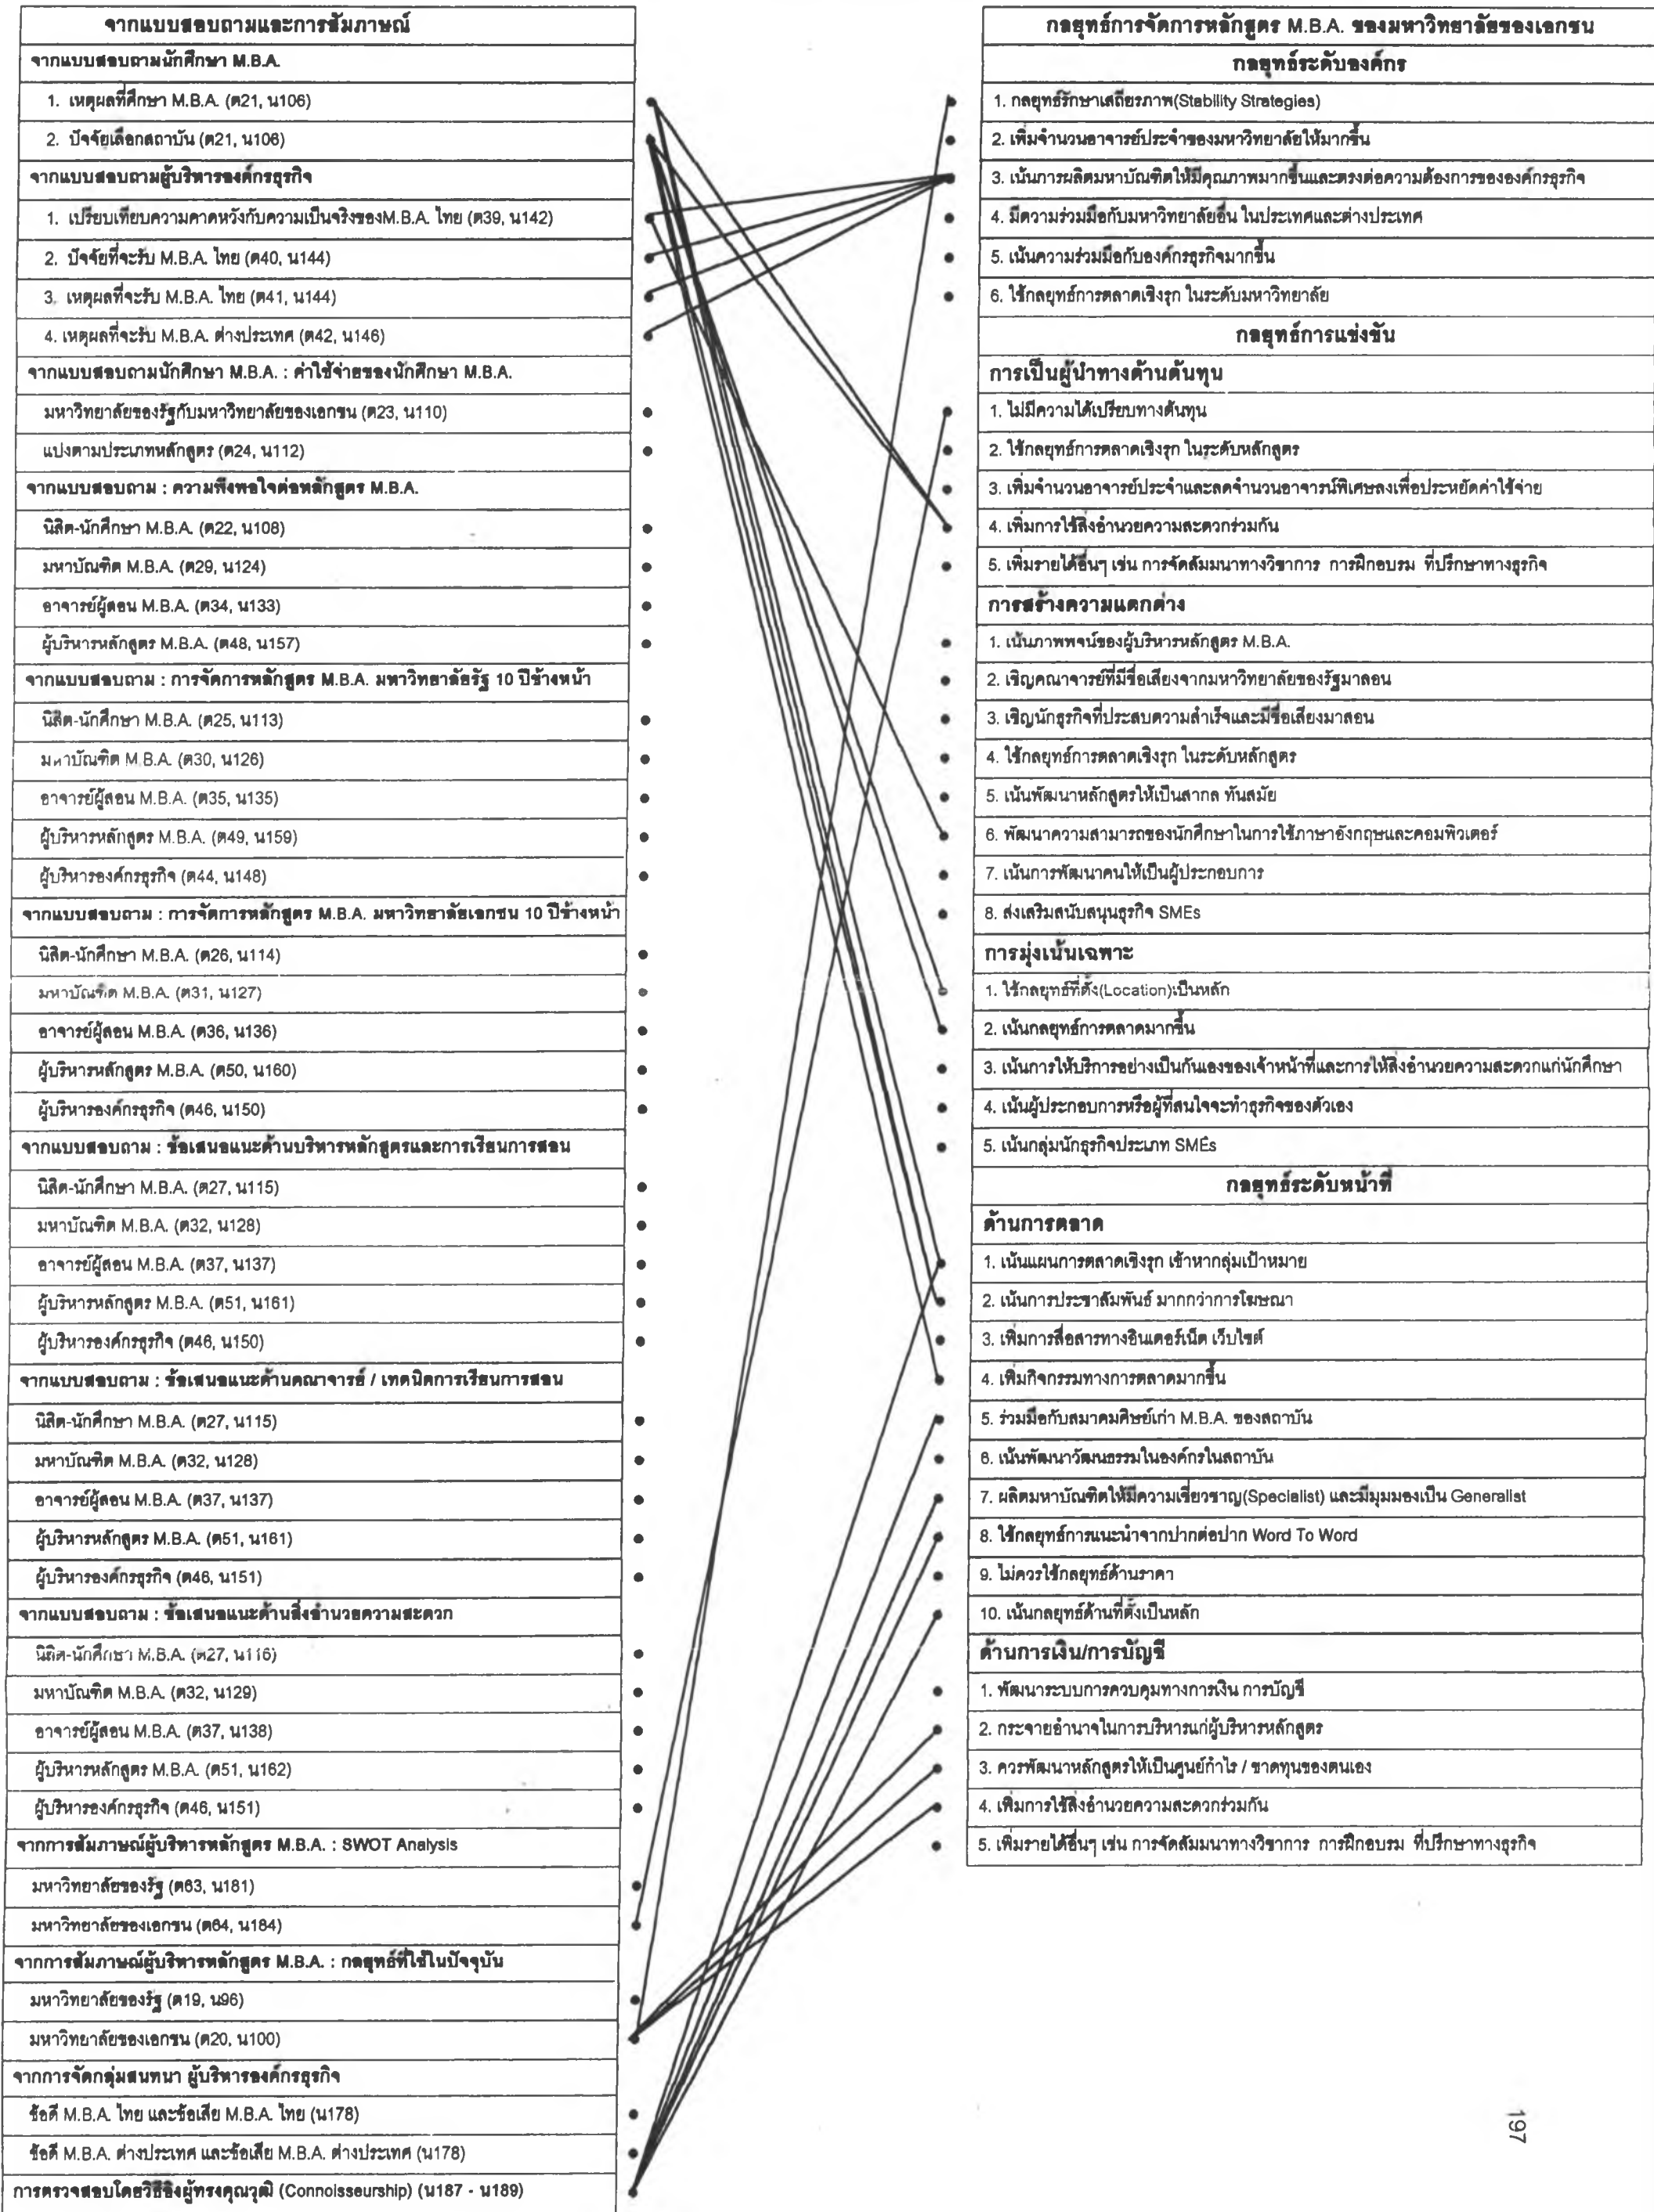 จากแบบสอบถามและการสัมภาษณ์
จากแบบสอบถามนักศึกษา M.B.A.
1. เหตุผลที่ศึกษา M.B.A. (ต21, น106)
2. ปัจจัยเลือกสถาบัน (ต21, น106)
จากแบบสอบถามผู้บริหารองค์กรธุรกิจ
1. เปรียบเทียบความคาดหวังกับความเป็นจริงของM.B.A. ไทย (ต39, น142)
2. ปัจจัยที่จะรับ M.B.A. ไทย (ต40, น144)
3. เหตุผลที่จะรับ M.B.A. ไทย (ต41, น144)
4. เหตุผลที่จะรับ M.B.A. ต่างประเทศ (ต42, น146)
จากแบบสอบถามนักศึกษา M.B.A. : ค่าใช้จ่ายของนักศึกษา M.B.A.
มหาวิทยาลัยของรัฐกับมหาวิทยาลัยของเอกชน (ต23, น110)
แบ่งตามประเภทหลักสูตร (ต24, น112)
จากแบบสอบถาม : ความพึงพอใจต่อหลักสูตร M.B.A.
นิสิต-นักศึกษา M.B.A. (ต22, น108)
มหาบัณฑิต M.B.A. (ต29, น124)
อาจารย์ผู้สอน M.B.A. (ต34, น133)
ผู้บริหารหลักสูตร M.B.A. (ต48, น157)
จากแบบสอบถาม : การจัดการหลักสูตร M.B.A. มหาวิทยาลัยรัฐ 10 ปีข้างหน้า
นิสิต-นักศึกษา M.B.A. (ต25, น113)
มหาบัณฑิต M.B.A. (ต30, น126)
อาจารย์ผู้สอน M.B.A. (ต35, น135)
ผู้บริหารหลักสูตร M.B.A. (ต49, น159)
ผู้บริหารองค์กรธุรกิจ (ต44, น148)
จากแบบสอบถาม : การจัดการหลักสูตร M.B.A. มหาวิทยาลัยเอกชน 10 ปีข้างหน้า
นิสิต-นักศึกษา M.B.A. (ต26, น114)
มหาบัณฑิต M.B.A. (ต31, น127)
อาจารย์ผู้สอน M.B.A. (ต36, น136)
ผู้บริหารหลักสูตร M.B.A. (ต50, น160)
ผู้บริหารองค์กรธุรกิจ (ต46, น150)
จากแบบสอบถาม : ข้อเสนอแนะด้านบริหารหลักสูตรและการเรียนการสอน
นิสิต-นักศึกษา M.B.A. (ต27, น115)
มหาบัณฑิต M.B.A. (ต32, น128)
อาจารย์ผู้สอน M.B.A. (ต37, น137)
ผู้บริหารหลักสูตร M.B.A. (ต51, น161)
ผู้บริหารองค์กรธุรกิจ (ต46, น150)
จากแบบสอบถาม : ข้อเสนอแนะด้านคณาจารย์ / เทคนิคการเรียนการสอน
นิสิต-นักศึกษา M.B.A. (ต27, น115)
มหาบัณฑิต M.B.A. (ต32, น128)
อาจารย์ผู้สอน M.B.A. (ต37, น137)
ผู้บริหารหลักสูตร M.B.A. (ต51, น161)
ผู้บริหารองค์กรธุรกิจ (ต46, น151)
จากแบบสอบถาม : ข้อเสนอแนะด้านสิ่งอำนวยความสะดวก
นิสิต-นักศึกษา M.B.A. (ต27, น116)
มหาบัณฑิต M.B.A. (ต32, น129)
อาจารย์ผู้สอน M.B.A. (ต37, น138)
ผู้บริหารหลักสูตร M.B.A. (ต51, น162)
ผู้บริหารองค์กรธุรกิจ (ต46, น151)
จากการสัมภาษณ์ผู้บริหารหลักสูตร M.B.A. : SWOT Analysis
มหาวิทยาลัยของรัฐ (ต63, น181)
มหาวิทยาลัยของเอกชน (ต64, น184)
จากการสัมภาษณ์ผู้บริหารหลักสูตร M.B.A. : กลยุทธ์ที่ใช้ในปัจจุบัน
มหาวิทยาลัยของรัฐ (ต19, น96)
มหาวิทยาลัยของเอกชน (ต20, น100)
จากการจัดกลุ่มสนทนา ผู้บริหารองค์กรธุรกิจ
ข้อดี M.B.A. ไทย และข้อเสีย M.B.A. ไทย (น178)
ข้อดี M.B.A. ต่างประเทศ และข้อเสีย M.B.A. ต่างประเทศ (น178)
การตรวจสอบโดยวิธีอิงผู้ทรงคุณวุฒิ (Connoisseurship) (น187 - น189)
กลยุทธ์การจัดการหลักสูตร M.B.A. ของมหาวิทยาลัยของเอกชน
กลยุทธ์ระดับองค์กร
1. กลยุทธ์รักษาเสถียรภาพ(Stability Strategies)
2. เพิ่มจำนวนอาจารย์ประจำของมหาวิทยาลัยให้มากขึ้น
3. เน้นการผลิตมหาบัณฑิตให้มีคุณภาพมากขึ้นและตรงต่อความต้องการขององค์กรธุรกิจ
4. มีความร่วมมือกับมหาวิทยาลัยอื่น ในประเทศและต่างประเทศ
5. เน้นความร่วมมือกับองค์กรธุรกิจมากขึ้น
6. ใช้กลยุทธ์การตลาดเชิงรุก ในระดับมหาวิทยาลัย
กลยุทธ์การแข่งขัน
การเป็นผู้นำทางด้านต้นทุน
1. ไม่มีความได้เปรียบทางต้นทุน
2. ใช้กลยุทธ์การตลาดเชิงรุก ในระดับหลักสูตร
3. เพิ่มจำนวนอาจารย์ประจำและลดจำนวนอาจารน์พิเศษลงเพื่อประหยัดค่าใช้จ่าย
4. เพิ่มการใช้สิ่งอำนวยความสะดวกร่วมกัน
5. เพิ่มรายได้อื่นๆ เช่น การจัดสัมมนาทางวิชาการ การฝึกอบรม ที่ปรึกษาทางธุรกิจ
การสร้างความแตกต่าง
1. เน้นภาพพจน์ของผู้บริหารหลักสูตร M.B.A.
2. เชิญคณาจารย์ที่มีชื่อเสียงจากมหาวิทยาลัยของรัฐมาสอน
3. เชิญนักธุรกิจที่ประสบความสำเร็จและมีชื่อเสียงมาสอน
4. ใช้กลยุทธ์การตลาดเชิงรุก ในระดับหลักสูตร
5. เน้นพัฒนาหลักสูตรให้เป็นสากล ทันสมัย
6. พัฒนาความสามารถของนักศึกษาในการใช้ภาษาอังกฤษและคอมพิวเตอร์
7. เน้นการพัฒนาคนให้เป็นผู้ประกอบการ
8. ส่งเสริมสนับสนุนธุรกิจ SMEs
การมุ่งเน้นเฉพาะ
1. ใช้กลยุทธ์ที่ตั้ง(Location)เป็นหลัก
2. เน้นกลยุทธ์การตลาดมากขึ้น
3. เน้นการให้บริการอย่างเป็นกันเองของเจ้าหน้าที่และการให้สิ่งอำนวยความสะดวกแก่นักศึกษา
4. เน้นผู้ประกอบการหรือผู้ที่สนใจจะทำธุรกิจของตัวเอง
5. เน้นกลุ่มนักธุรกิจประเภท SMEs
กลยุทธ์ระดับหน้าที่
ด้านการตลาด
1. เน้นแผนการตลาดเชิงรุก เข้าหากลุ่มเป้าหมาย
2. เน้นการประชาสัมพันธ์ มากกว่าการโฆษณา
3. เพิ่มการสื่อสารทางอินเตอร์เน็ต เว็บไซต์
4. เพิ่มกิจกรรมทางการตลาดมากขึ้น
5. ร่วมมือกับสมาคมศิษย์เก่า M.B.A. ของสถาบัน
6. เน้นพัฒนาวัฒนธรรมในองค์กรในสถาบัน
7. ผลิตมหาบัณฑิตให้มีความเชี่ยวชาญ(Specialist) และมีมุมมองเป็น Generalist
8. ใช้กลยุทธ์การแนะนำจากปากต่อปาก Word To Word
9. ไม่ควรใช้กลยุทธ์ด้านราคา
10. เน้นกลยุทธ์ด้านที่ตั้งเป็นหลัก
ด้านการเงิน/การบัญชี
1. พัฒนาระบบการควบคุมทางการเงิน การบัญชี
2. กระจายอำนาจในการบริหารแก่ผู้บริหารหลักสูตร
3. ควรพัฒนาหลักสูตรให้เป็นศูนย์กำไร / ขาดทุนของตนเอง
4. เพิ่มการใช้สิ่งอำนวยความสะดวกร่วมกัน
5. เพิ่มรายได้อื่นๆ เช่น การจัดสัมมนาทางวิชาการ การฝึกอบรม ที่ปรึกษาทางธุรกิจ
197